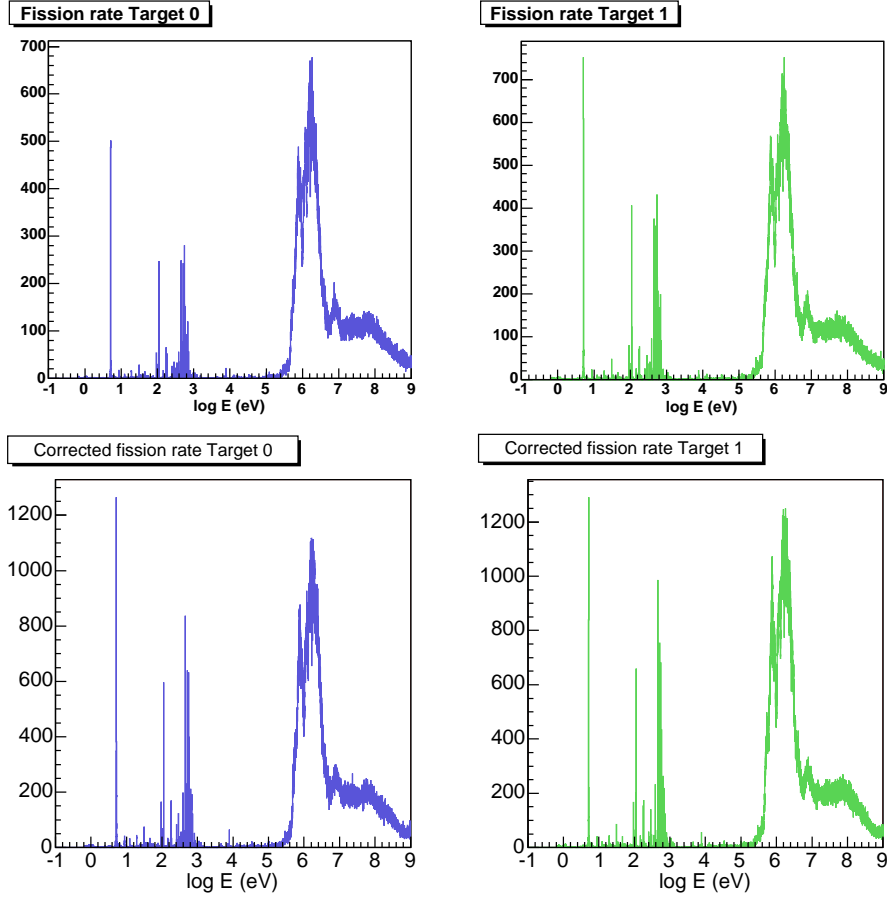 Fission rate Target 0
700
600
500
400
300
200
100
0
-1 0 1 2 3 4 5 6 7 8 9
log E (eV)
Fission rate Target 1
700
600
500
400
300
200
100
0
-1 0 1 2 3 4 5 6 7 8 9
log E (eV)
Corrected fission rate Target 0
1200
1000
800
600
400
200
0
-1 0 1 2 3 4 5 6 7 8 9
log E (eV)
Corrected fission rate Target 1
1200
1000
800
600
400
200
0
-1 0 1 2 3 4 5 6 7 8 9
log E (eV)